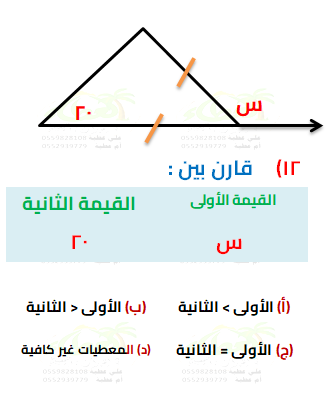 س
٢٠
١٢) قارن بين :
القيمة الأولى القيمة الثانية
س ٢٠
(أ) الأولى > الثانية (ب) الأولى < الثانية
(ج) الأولى = الثانية (د) المعطيات غير كافية